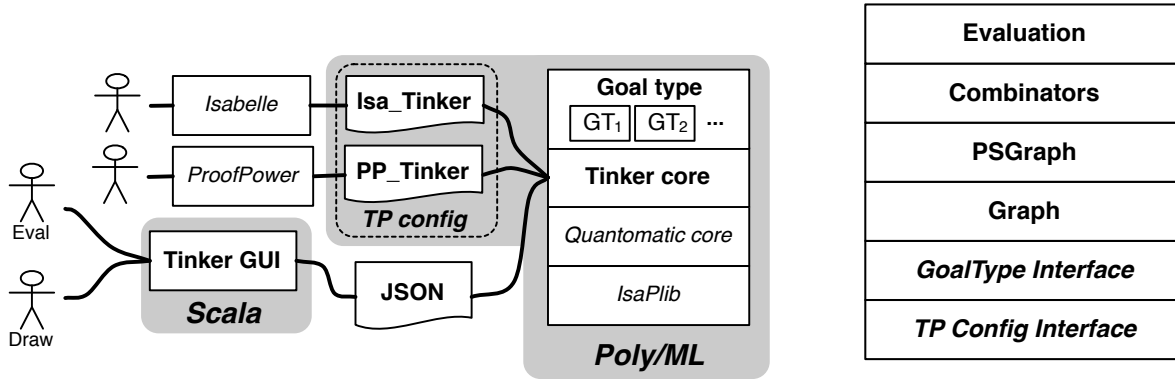 Isabelle
ProofPower
Eval
Draw
Tinker GUI
Scala
Isa_Tinker
PP_Tinker
TP config
JSON
Goal type
GT1 GT2 ...
Tinker core
Quantomatic core
IsaPlib
Poly/ML
Evaluation
Combinators
PSGraph
Graph
GoalType Interface
TP Config Interface